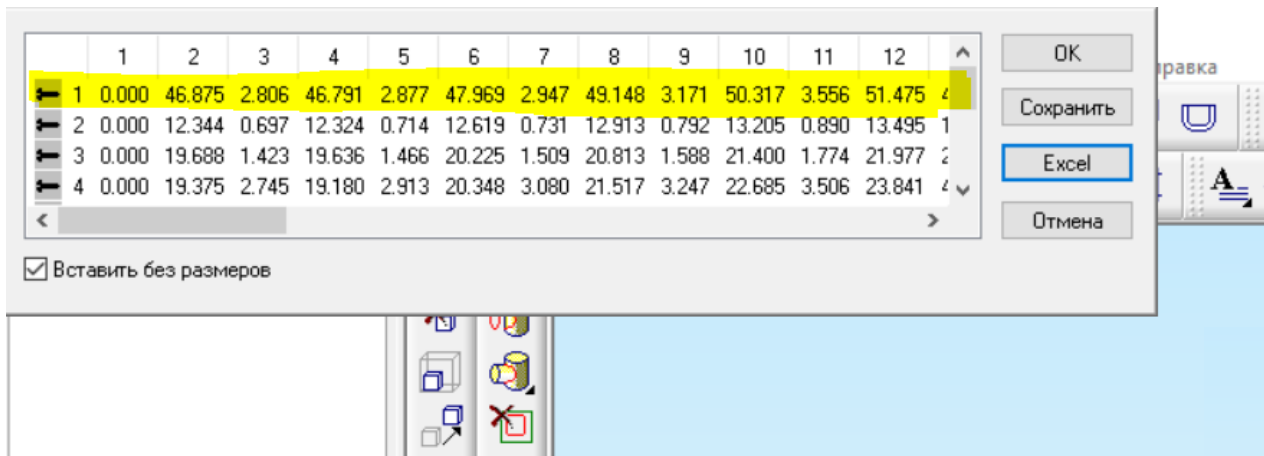 1 2 3 4 5 6 7 8 9 10 11 12
1 0.000 46.875 2.806 46.791 2.877 47.969 2.947 49.148 3.171 50.317 3.556 51.475
2 0.000 12.344 0.697 12.324 0.714 12.619 0.731 12.913 0.792 13.205 0.890 13.495 1
3 0.000 19.688 1.423 19.636 1.466 20.225 1.509 20.813 1.588 21.400 1.774 21.977 2
4 0.000 19.375 2.745 19.180 2.913 20.348 3.080 21.517 3.247 22.685 3.506 23.841
OK
Сохранить
Excel
Отмена
Вставить без размеров
правка
A